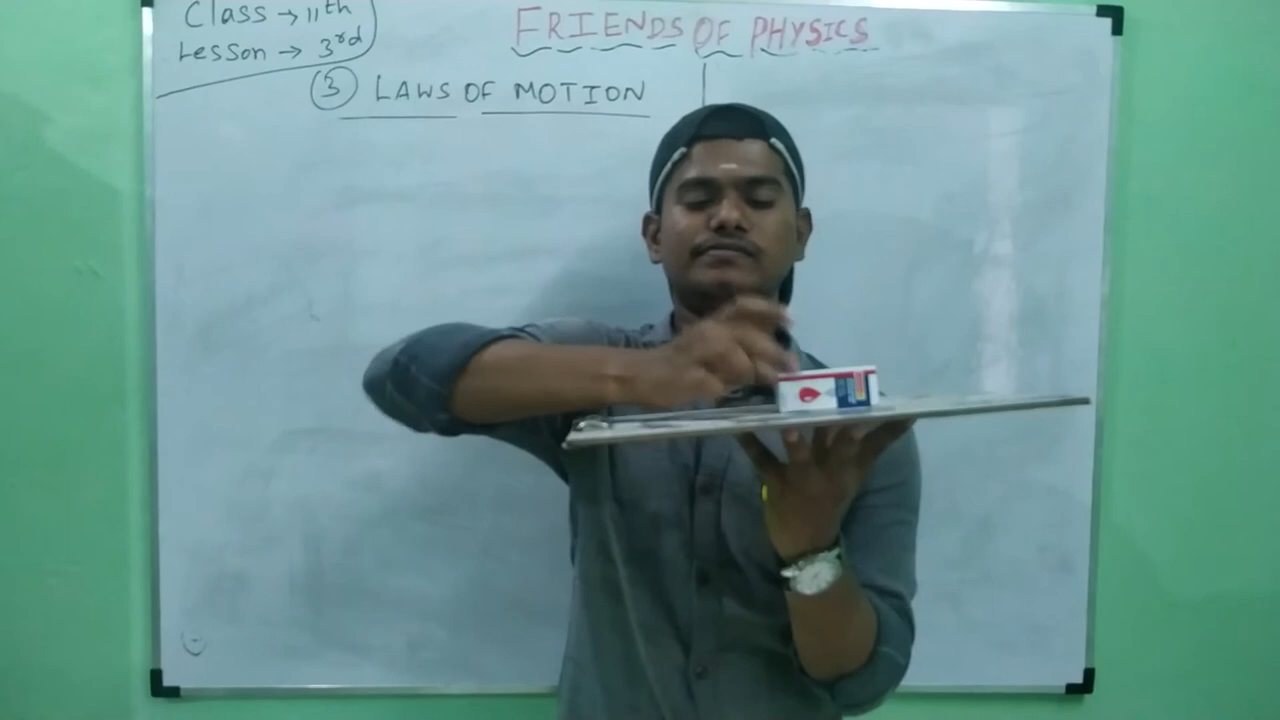 Class → 11th
Lesson → 3rd
FRIENDS OF PHYSICS
3 LAWS OF MOTION